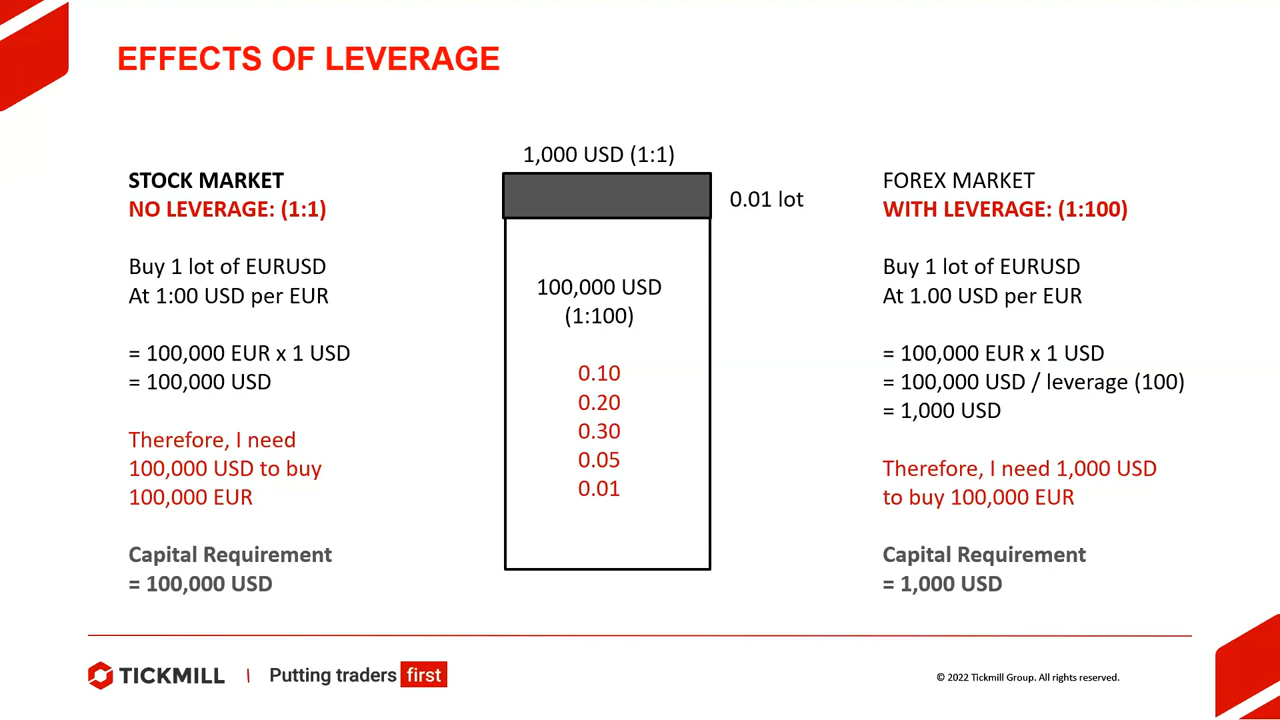 EFFECTS OF LEVERAGE
STOCK MARKET
NO LEVERAGE: (1:1)
Buy 1 lot of EURUSD
At 1:00 USD per EUR
= 100,000 EUR x 1 USD
= 100,000 USD
Therefore, I need
100,000 USD to buy
100,000 EUR
Capital Requirement
= 100,000 USD
1,000 USD (1:1)
0.01 lot
100,000 USD
(1:100)
0.10
0.20
0.30
0.05
0.01
FOREX MARKET
WITH LEVERAGE: (1:100)
Buy 1 lot of EURUSD
At 1.00 USD per EUR
= 100,000 EUR x 1 USD
= 100,000 USD / leverage (100)
= 1,000 USD
Therefore, I need 1,000 USD
to buy 100,000 EUR
Capital Requirement
= 1,000 USD
TICKMILL | Putting traders first
© 2022 Tickmill Group. All rights reserved.